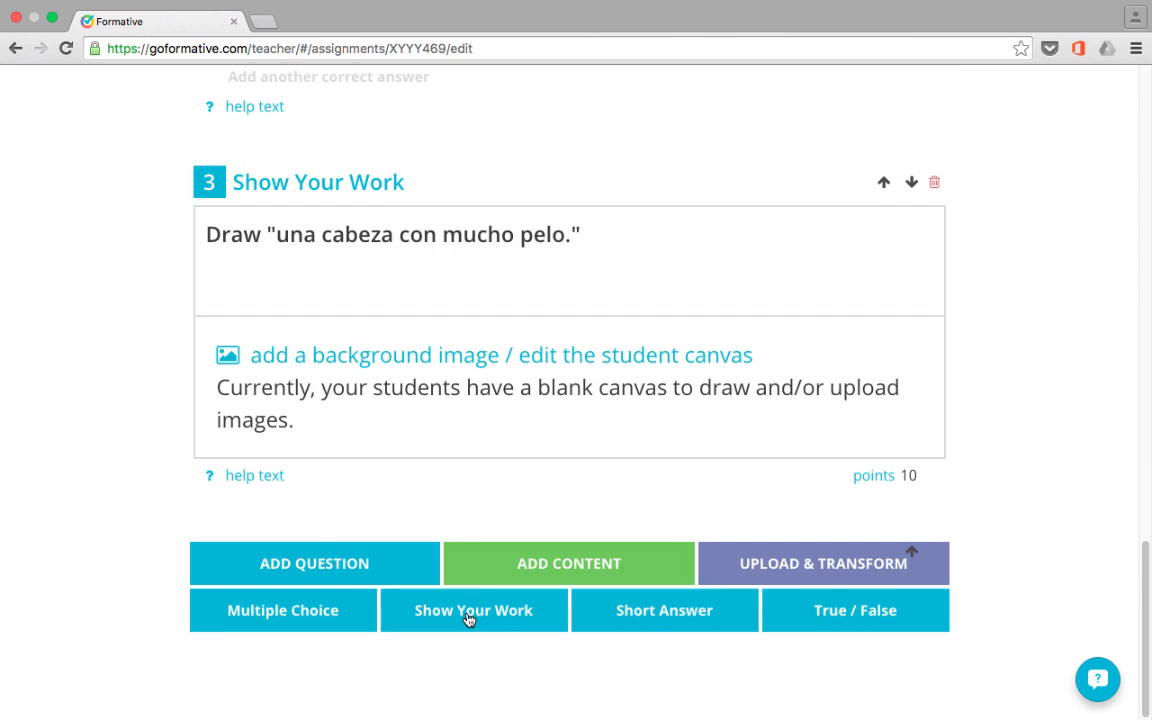 Formative
https://goformative.com/teacher/#/assignments/XYYY469/edit
Add another correct answer
? help text
3 Show Your Work
Draw "una cabeza con mucho pelo."
add a background image / edit the student canvas
Currently, your students have a blank canvas to draw and/or upload
images.
? help text points 10
ADD QUESTION ADD CONTENT UPLOAD & TRANSFORM
Multiple Choice Show Your Work Short Answer True / False
?